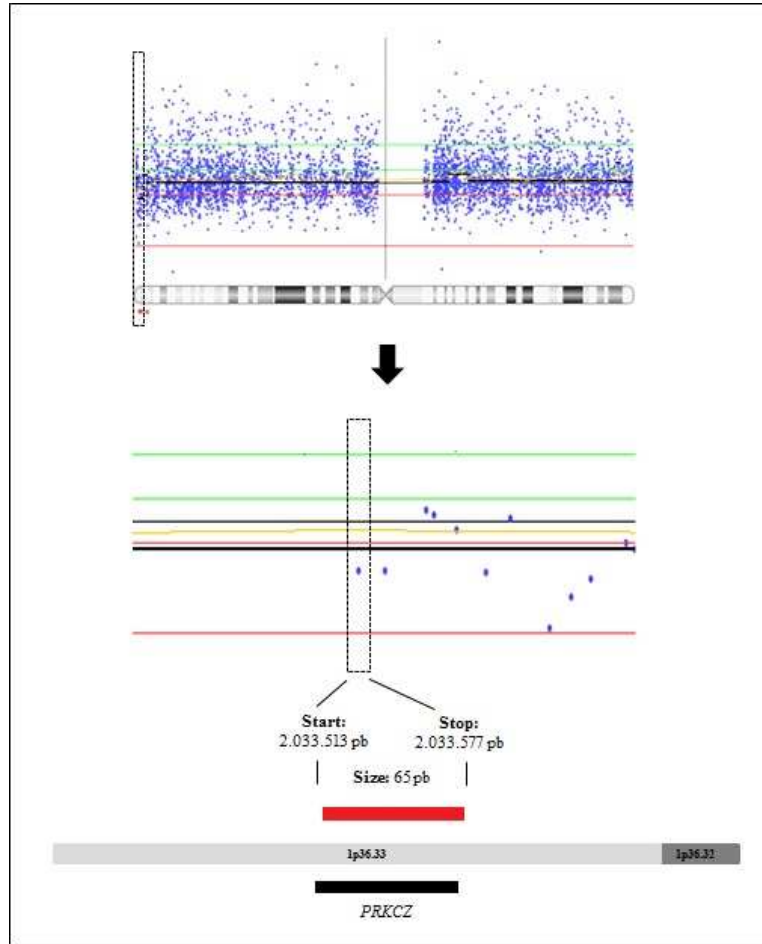 Start:
2.033.513 pb
Stop:
2.033.577 pb
Size: 65 pb
1p36.33
1p36.32
PRKCZ